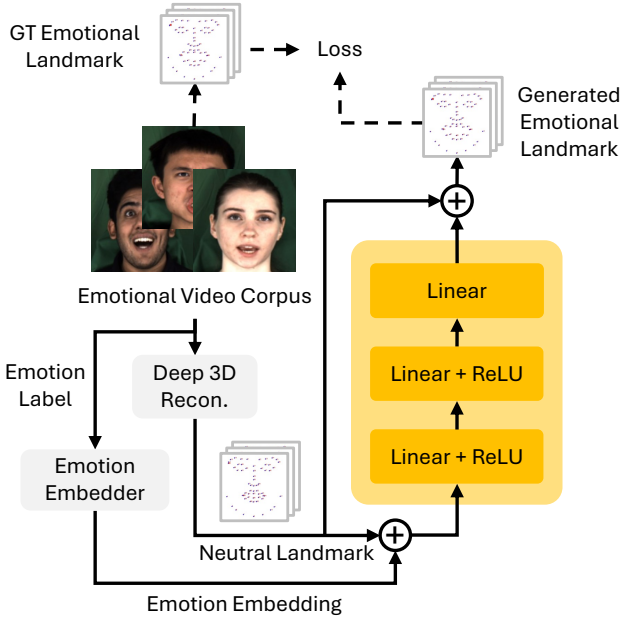 GT Emotional
Landmark
Loss
Generated
Emotional
Landmark
Emotional Video Corpus
Linear
Emotion
Label
Deep 3D
Recon.
Linear + ReLU
Emotion
Embedder
Linear + ReLU
Neutral Landmark
Emotion Embedding